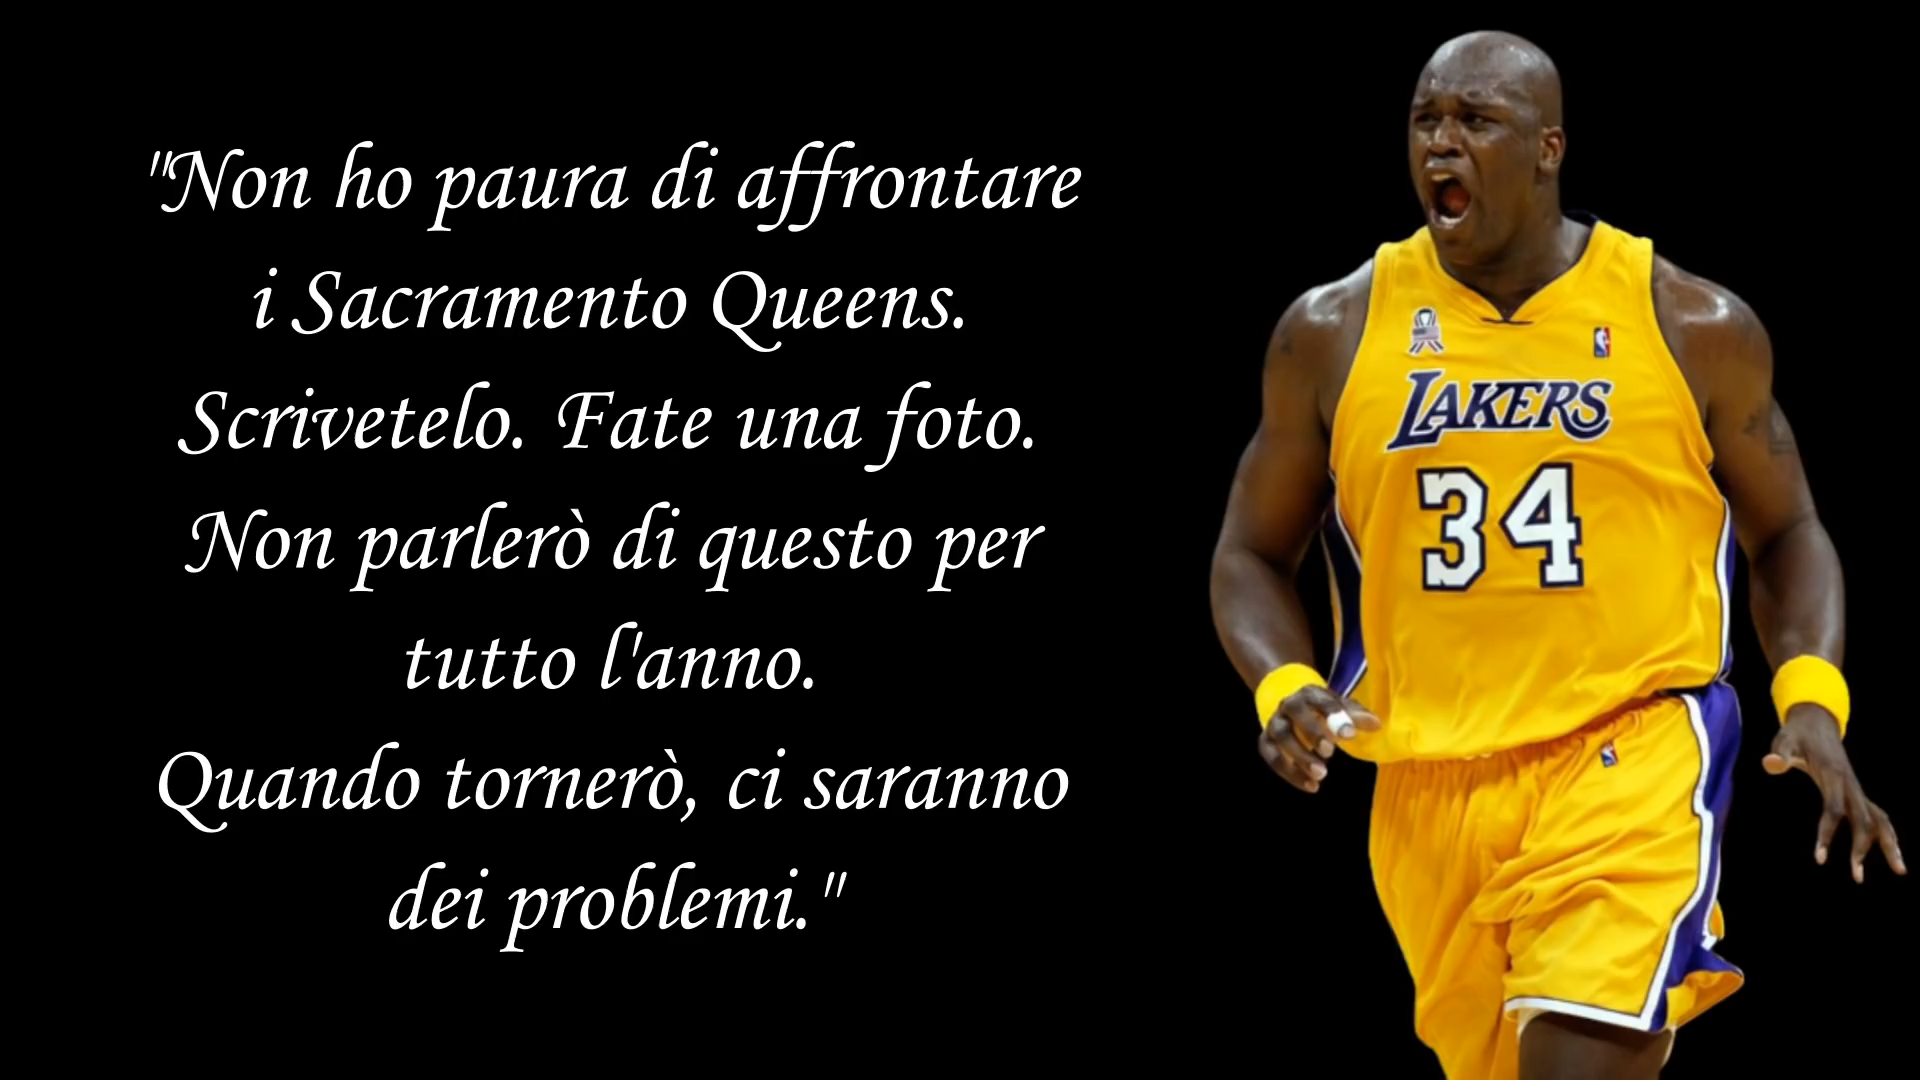 "Non ho paura di affrontare
i Sacramento Queens.
Scrivetelo. Fate una foto.
Non parlerò di questo per
tutto l'anno.
Quando tornerò, ci saranno
dei problemi."
LAKERS
34